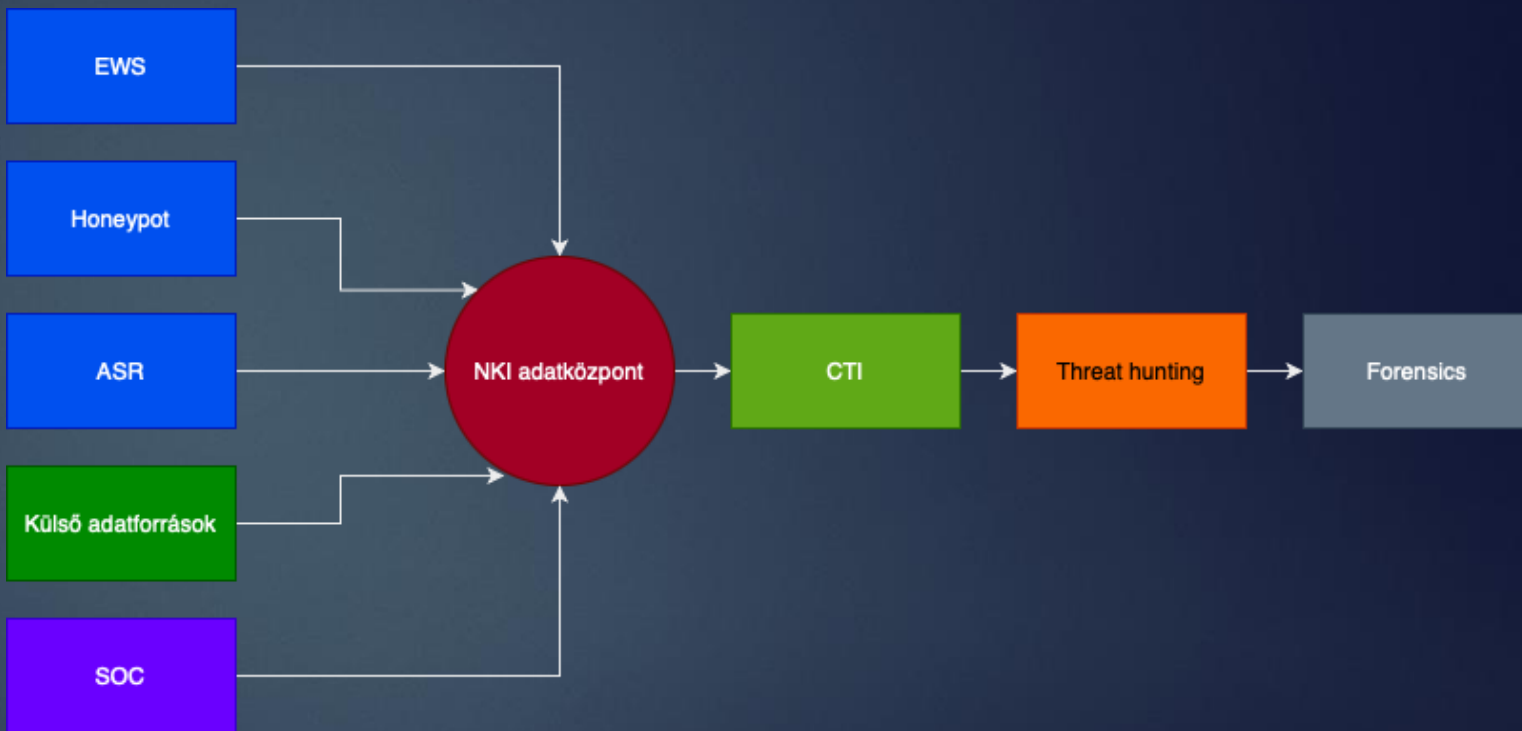 EWS
Honeypot
ASR
Külső adatforrások
SOC
NKI adatközpont
CTI
Threat hunting
Forensics